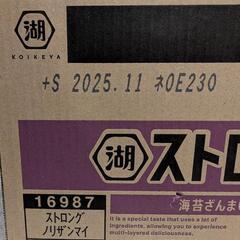 湖
KOIKEYA
+S 2025.11 ネ0E230
湖 ストロ
海苔ざんま
16987
ストロング
ノリザンマイ
It is a special taste that uses a lot of
ingredients, allowing you to experience
multi-layered deliciousness.